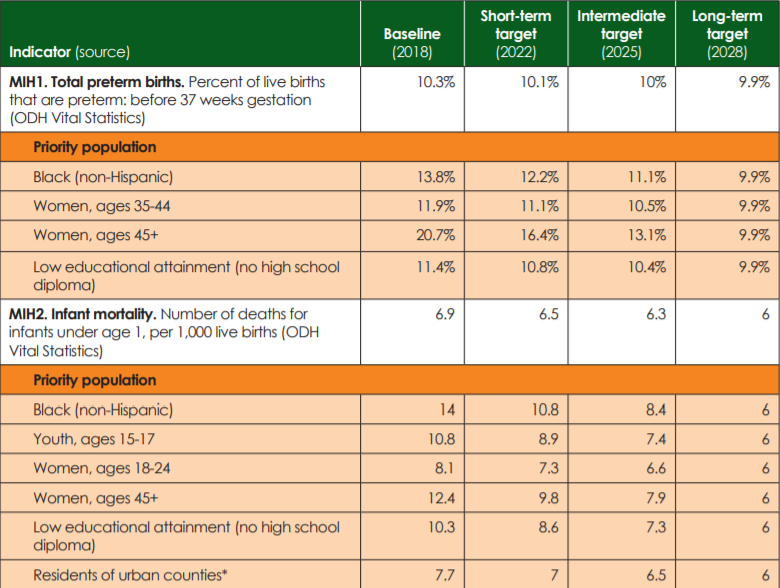 Indicator (source) Baseline (2018) Short-term target (2022) Intermediate target (2025) Long-term target (2028)
MIH1. Total preterm births. Percent of live births 10.3% 10.1% 10% 9.9%
that are preterm: before 37 weeks gestation
(ODH Vital Statistics)
Priority population
Black (non-Hispanic) 13.8% 12.2% 11.1% 9.9%
Women, ages 35-44 11.9% 11.1% 10.5% 9.9%
Women, ages 45+ 20.7% 16.4% 13.1% 9.9%
Low educational attainment (no high school 11.4% 10.8% 10.4% 9.9%
diploma)
MIH2. Infant mortality. Number of deaths for 6.9 6.5 6.3 6
infants under age 1, per 1,000 live births (ODH
Vital Statistics)
Priority population
Black (non-Hispanic) 14 10.8 8.4 6
Youth, ages 15-17 10.8 8.9 7.4 6
Women, ages 18-24 8.1 7.3 6.6 6
Women, ages 45+ 12.4 9.8 7.9 6
Low educational attainment (no high school 10.3 8.6 7.3 6
diploma)
Residents of urban counties* 7.7 7 6.5 6